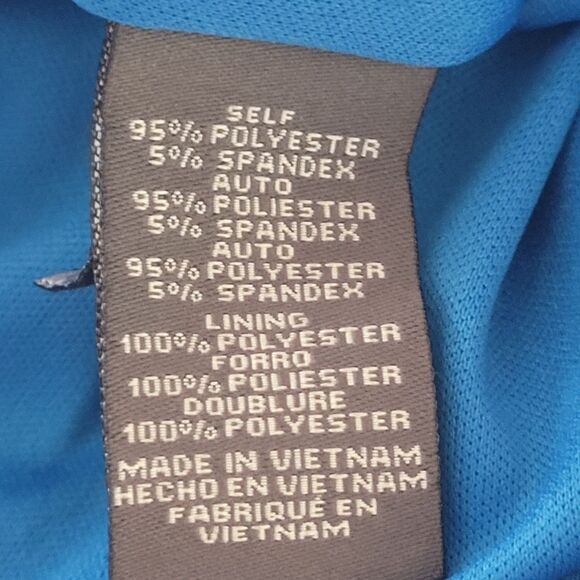 SELF
95% POLYESTER
5% SPANDEX
AUTO
95% POLIESTER
5% SPANDEX
AUTO
95% POLYESTER
5% SPANDEX
LINING
100% POLYESTER
FORRO
100% POLIESTER
DOUBLURE
100% POLYESTER
MADE IN VIETNAM
HECHO EN VIETNAM
FABRIQUÉ EN
VIETNAM